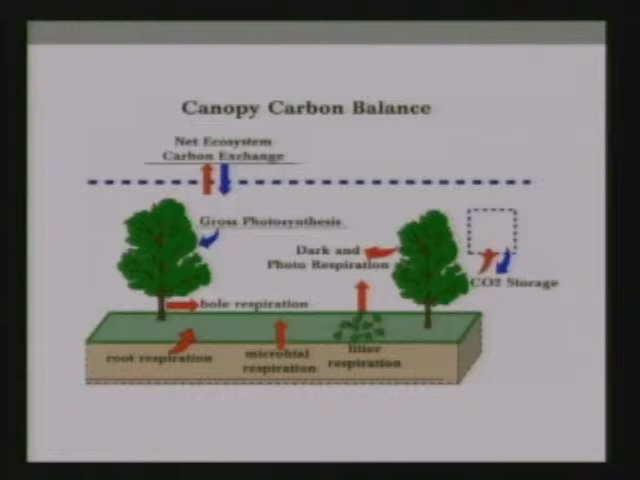 Canopy Carbon Balance
Net Ecosystem
Carbon Exchange
Gross Photosynthesis
Dark and
Photo Respiration
CO2 Storage
bole respiration
root respiration
microbial
respiration
litter
respiration